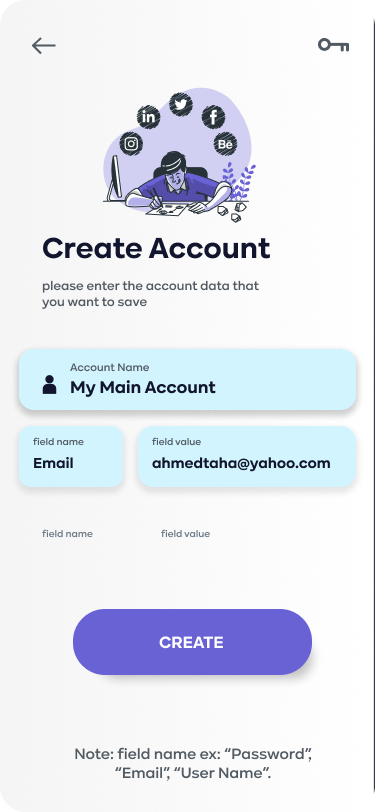 in
f
Bē
Create Account
please enter the account data that
you want to save
Account Name
My Main Account
field name
field value
Email
ahmedtaha@yahoo.com
field name
field value
CREATE
Note: field name ex: “Password”,
“Email”, “User Name”.